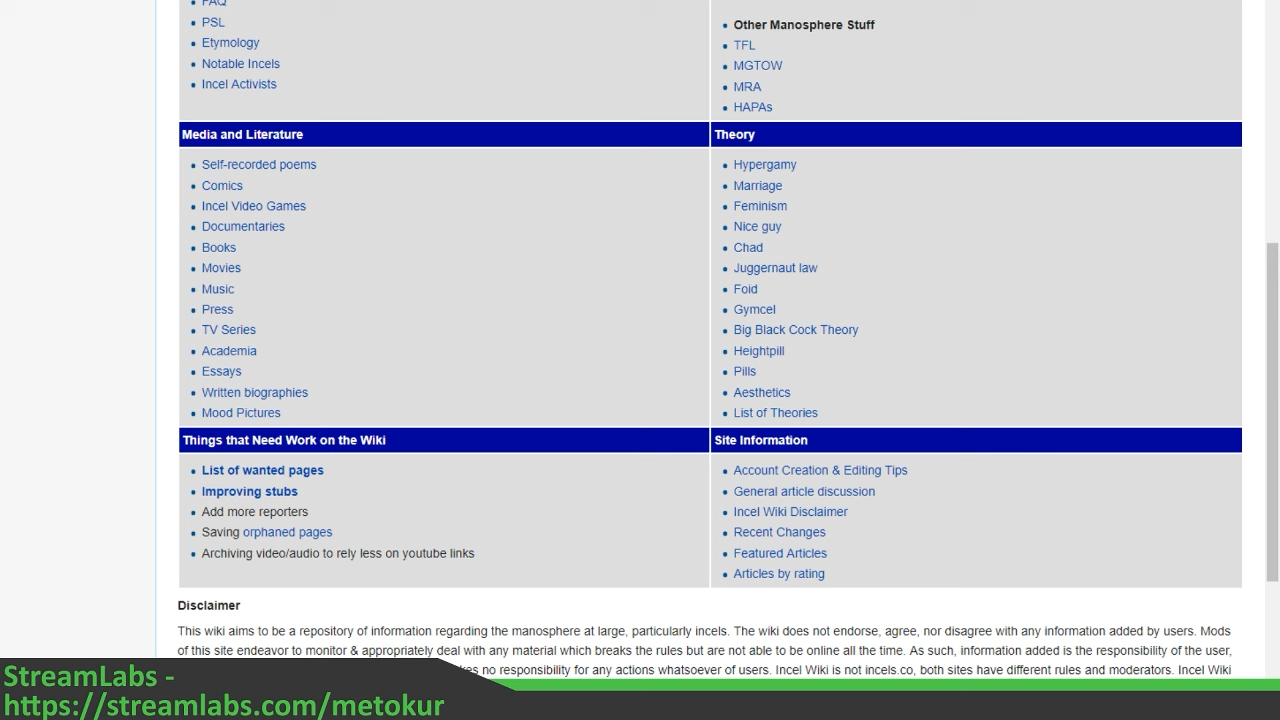 FAQ
PSL
Etymology
Notable Incels
Incel Activists
Other Manosphere Stuff
TFL
MGTOW
MRA
HAPAs
Media and Literature
Self-recorded poems
Comics
Incel Video Games
Documentaries
Books
Movies
Music
Press
TV Series
Academia
Essays
Written biographies
Mood Pictures
Theory
Hypergamy
Marriage
Feminism
Nice guy
Chad
Juggernaut law
Foid
Gymcel
Big Black Cock Theory
Heightpill
Pills
Aesthetics
List of Theories
Things that Need Work on the Wiki
List of wanted pages
Improving stubs
Add more reporters
Saving orphaned pages
Archiving video/audio to rely less on youtube links
Site Information
Account Creation & Editing Tips
General article discussion
Incel Wiki Disclaimer
Recent Changes
Featured Articles
Articles by rating
Disclaimer
This wiki aims to be a repository of information regarding the manosphere at large, particularly incels. The wiki does not endorse, agree, nor disagree with any information added by users. Mods
of this site endeavor to monitor & appropriately deal with any material which breaks the rules but are not able to be online all the time. As such, information added is the responsibility of the user,
no responsibility for any actions whatsoever of users. Incel Wiki is not incels.co, both sites have different rules and moderators. Incel Wiki
StreamLabs -
https://streamlabs.com/metokur